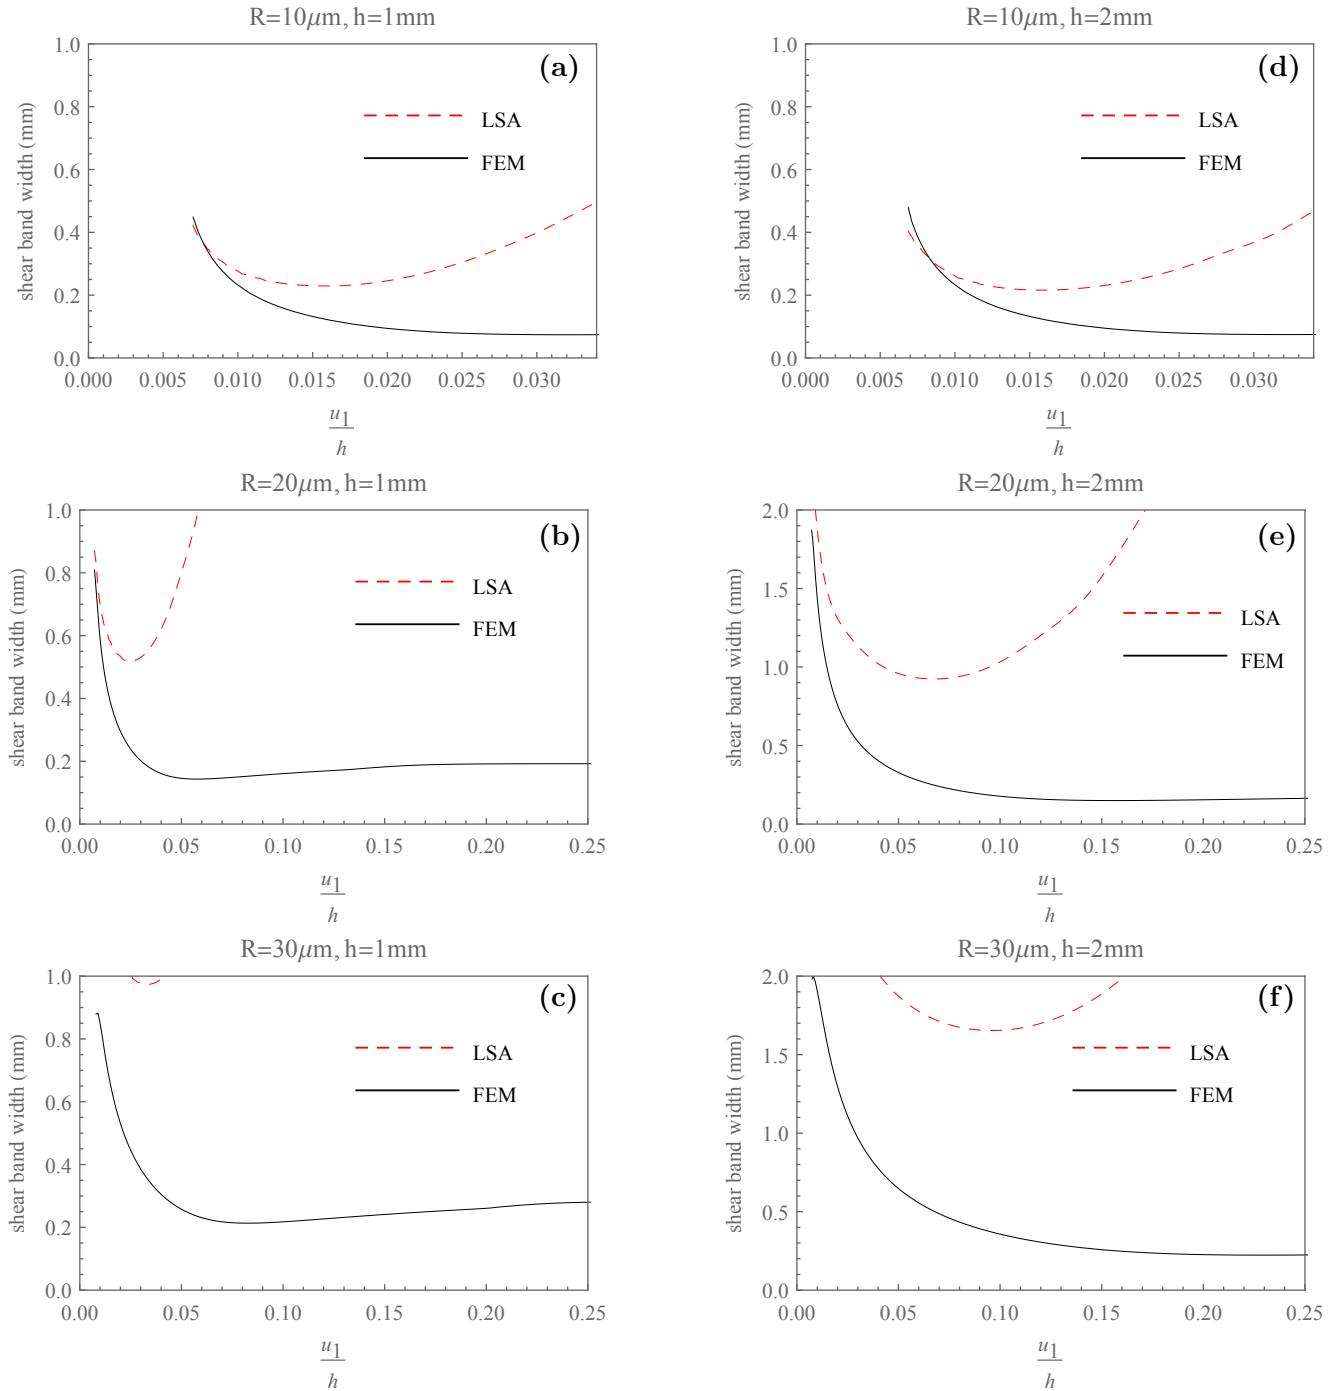 R=10μm, h=1mm
(a)
shear band width (mm)
1.0
0.8
0.6
0.4
0.2
0.0
LSA
FEM
0.000 0.005 0.010 0.015 0.020 0.025 0.030
u1
h
R=10μm, h=2mm
(d)
shear band width (mm)
1.0
0.8
0.6
0.4
0.2
0.0
LSA
FEM
0.000 0.005 0.010 0.015 0.020 0.025 0.030
u1
h
R=20μm, h=1mm
(b)
shear band width (mm)
1.0
0.8
0.6
0.4
0.2
0.0
LSA
FEM
0.00 0.05 0.10 0.15 0.20 0.25
u1
h
R=20μm, h=2mm
(e)
shear band width (mm)
2.0
1.5
1.0
0.5
0.0
LSA
FEM
0.00 0.05 0.10 0.15 0.20 0.25
u1
h
R=30μm, h=1mm
(c)
shear band width (mm)
1.0
0.8
0.6
0.4
0.2
0.0
LSA
FEM
0.00 0.05 0.10 0.15 0.20 0.25
u1
h
R=30μm, h=2mm
(f)
shear band width (mm)
2.0
1.5
1.0
0.5
0.0
LSA
FEM
0.00 0.05 0.10 0.15 0.20 0.25
u1
h